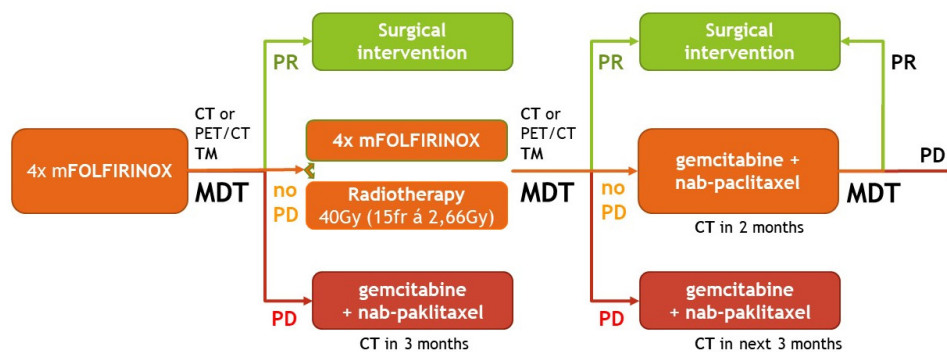 4x mFOLFIRINOX
CT or
PET/CT
TM
MDT
PR
Surgical
intervention
no
PD
4x mFOLFIRINOX
Radiotherapy
40Gy (15fr á 2,66Gy)
PD
gemcitabine
+ nab-paklitaxel
CT in 3 months
CT or
PET/CT
TM
MDT
PR
Surgical
intervention
no
PD
gemcitabine +
nab-paclitaxel
CT in 2 months
PD
gemcitabine
+ nab-paklitaxel
CT in next 3 months
MDT
PR
PD